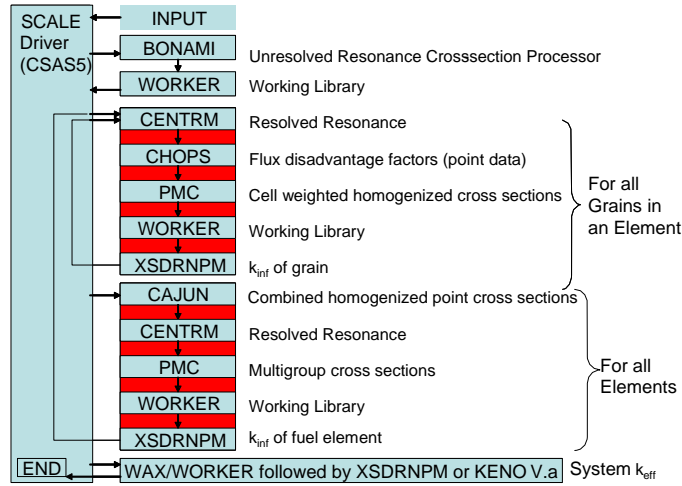 SCALE
Driver
(CSAS5)
INPUT
BONAMI
Unresolved Resonance Crosssection Processor
WORKER
Working Library
CENTRM
Resolved Resonance
CHOPS
Flux disadvantage factors (point data)
PMC
Cell weighted homogenized cross sections
WORKER
Working Library
XSDRNPM
kinf of grain
For all
Grains in
an Element
CAJUN
Combined homogenized point cross sections
CENTRM
Resolved Resonance
PMC
Multigroup cross sections
WORKER
Working Library
XSDRNPM
kinf of fuel element
For all
Elements
END
WAX/WORKER followed by XSDRNPM or KENO V.a
System keff